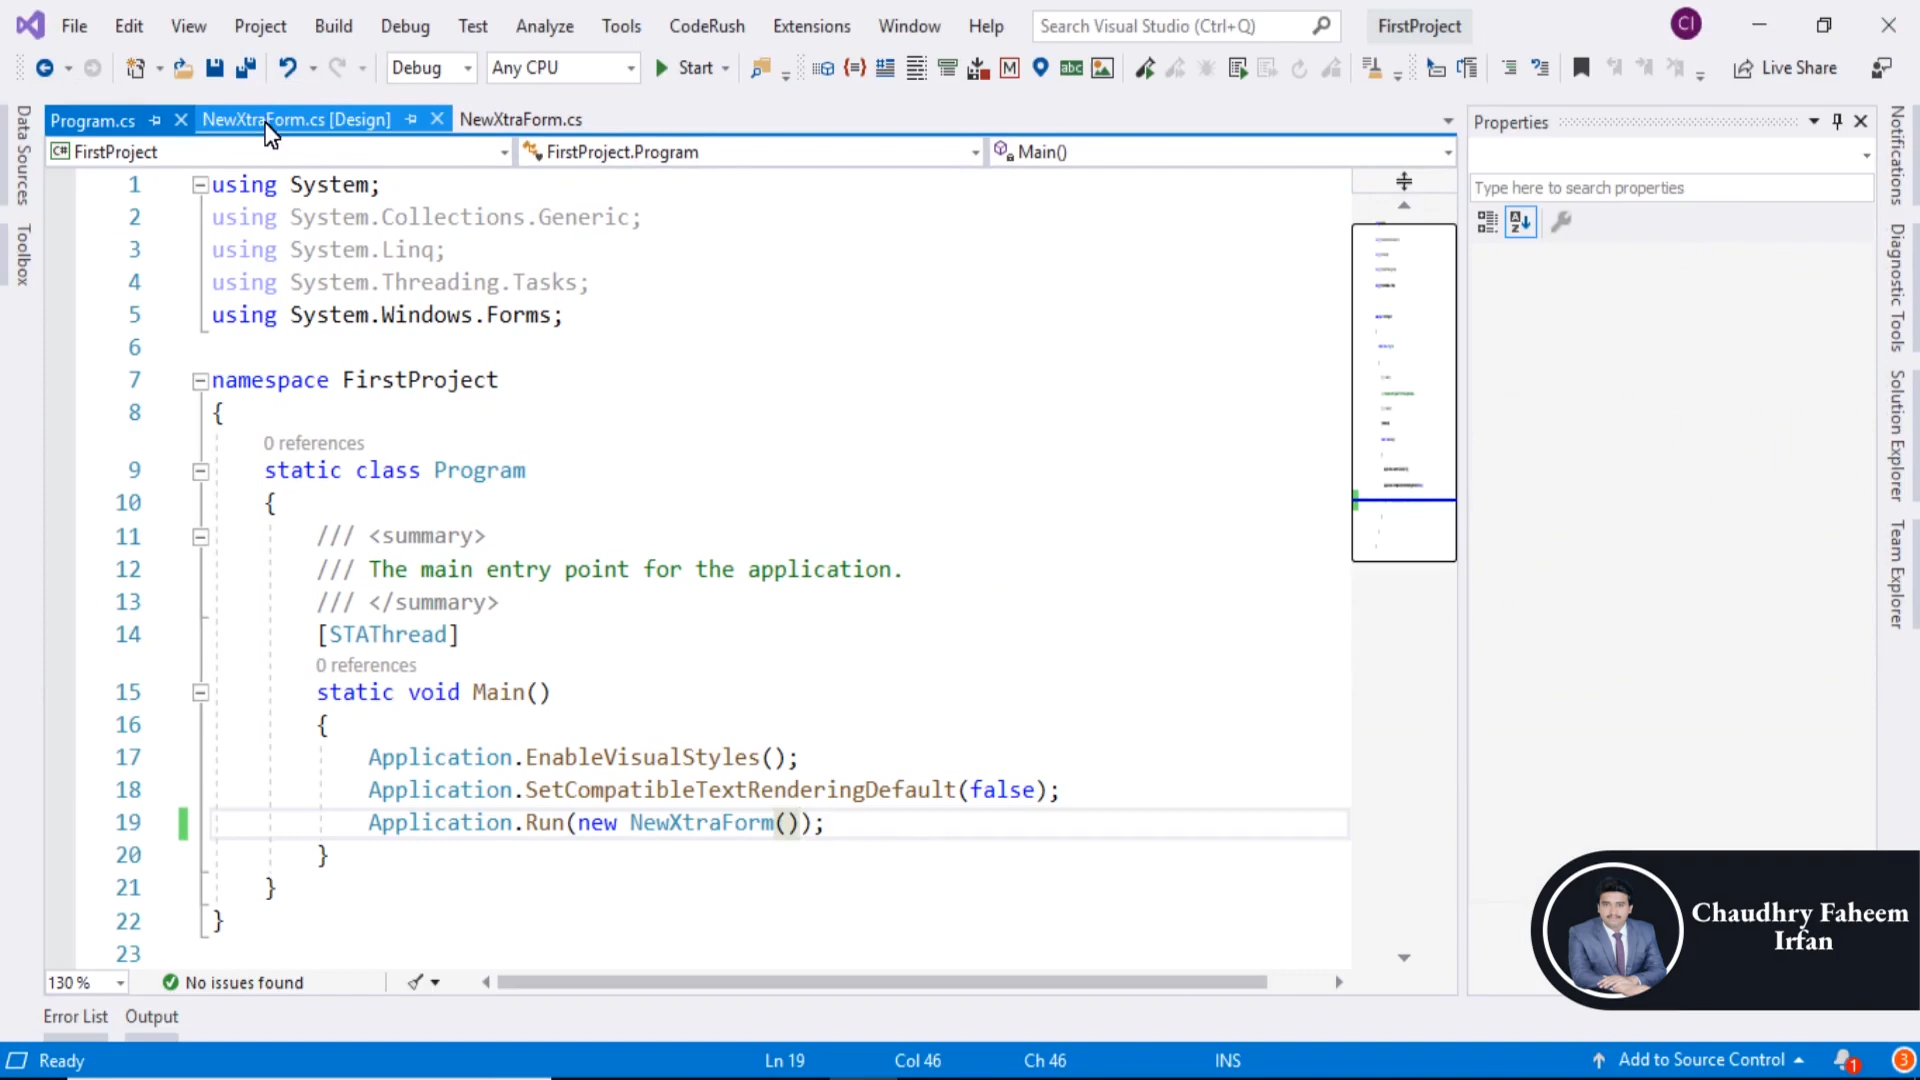 File Edit View Project Build Debug Test Analyze Tools CodeRush Extensions Window Help Search Visual Studio (Ctrl+Q) FirstProject CI
Debug Any CPU Start abc Live Share
Program.cs NewXtraForm.cs [Design] NewXtraForm.cs
C# FirstProject FirstProject.Program Main()
Data Sources
Toolbox
1 using System;
2 using System.Collections.Generic;
3 using System.Linq;
4 using System.Threading.Tasks;
5 using System.Windows.Forms;
6
7 namespace FirstProject
8 {
0 references
9 static class Program
10 {
11 /// <summary>
12 /// The main entry point for the application.
13 /// </summary>
14 [STAThread]
0 references
15 static void Main()
16 {
17 Application.EnableVisualStyles();
18 Application.SetCompatibleTextRenderingDefault(false);
19 Application.Run(new NewXtraForm());
20 }
21 }
22 }
23
Properties
Type here to search properties
Notifications
Diagnostic Tools
Solution Explorer
Team Explorer
Chaudhry Faheem
Irfan
130 % No issues found
Error List Output
Ready Ln 19 Col 46 Ch 46 INS Add to Source Control 1 3